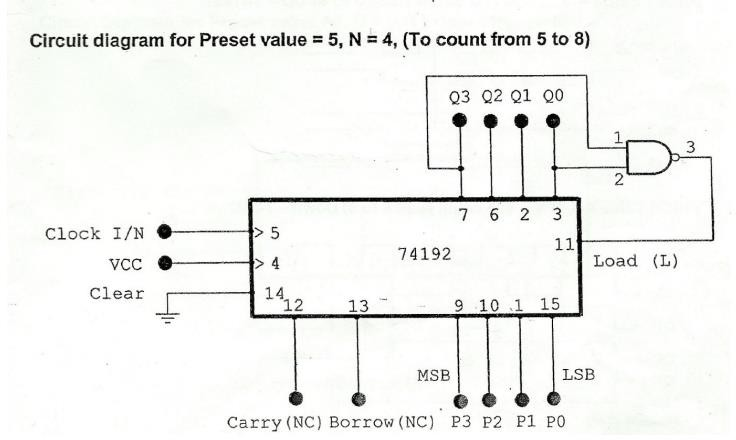 Circuit diagram for Preset value = 5, N = 4, (To count from 5 to 8)
Q3 Q2 Q1 Q0
1
3
2
7 6 2 3
Clock I/N
> 5
74192
11
Load (L)
VCC
> 4
Clear
14
12
13
9 10 1 15
MSB
LSB
Carry(NC) Borrow(NC) P3 P2 P1 P0